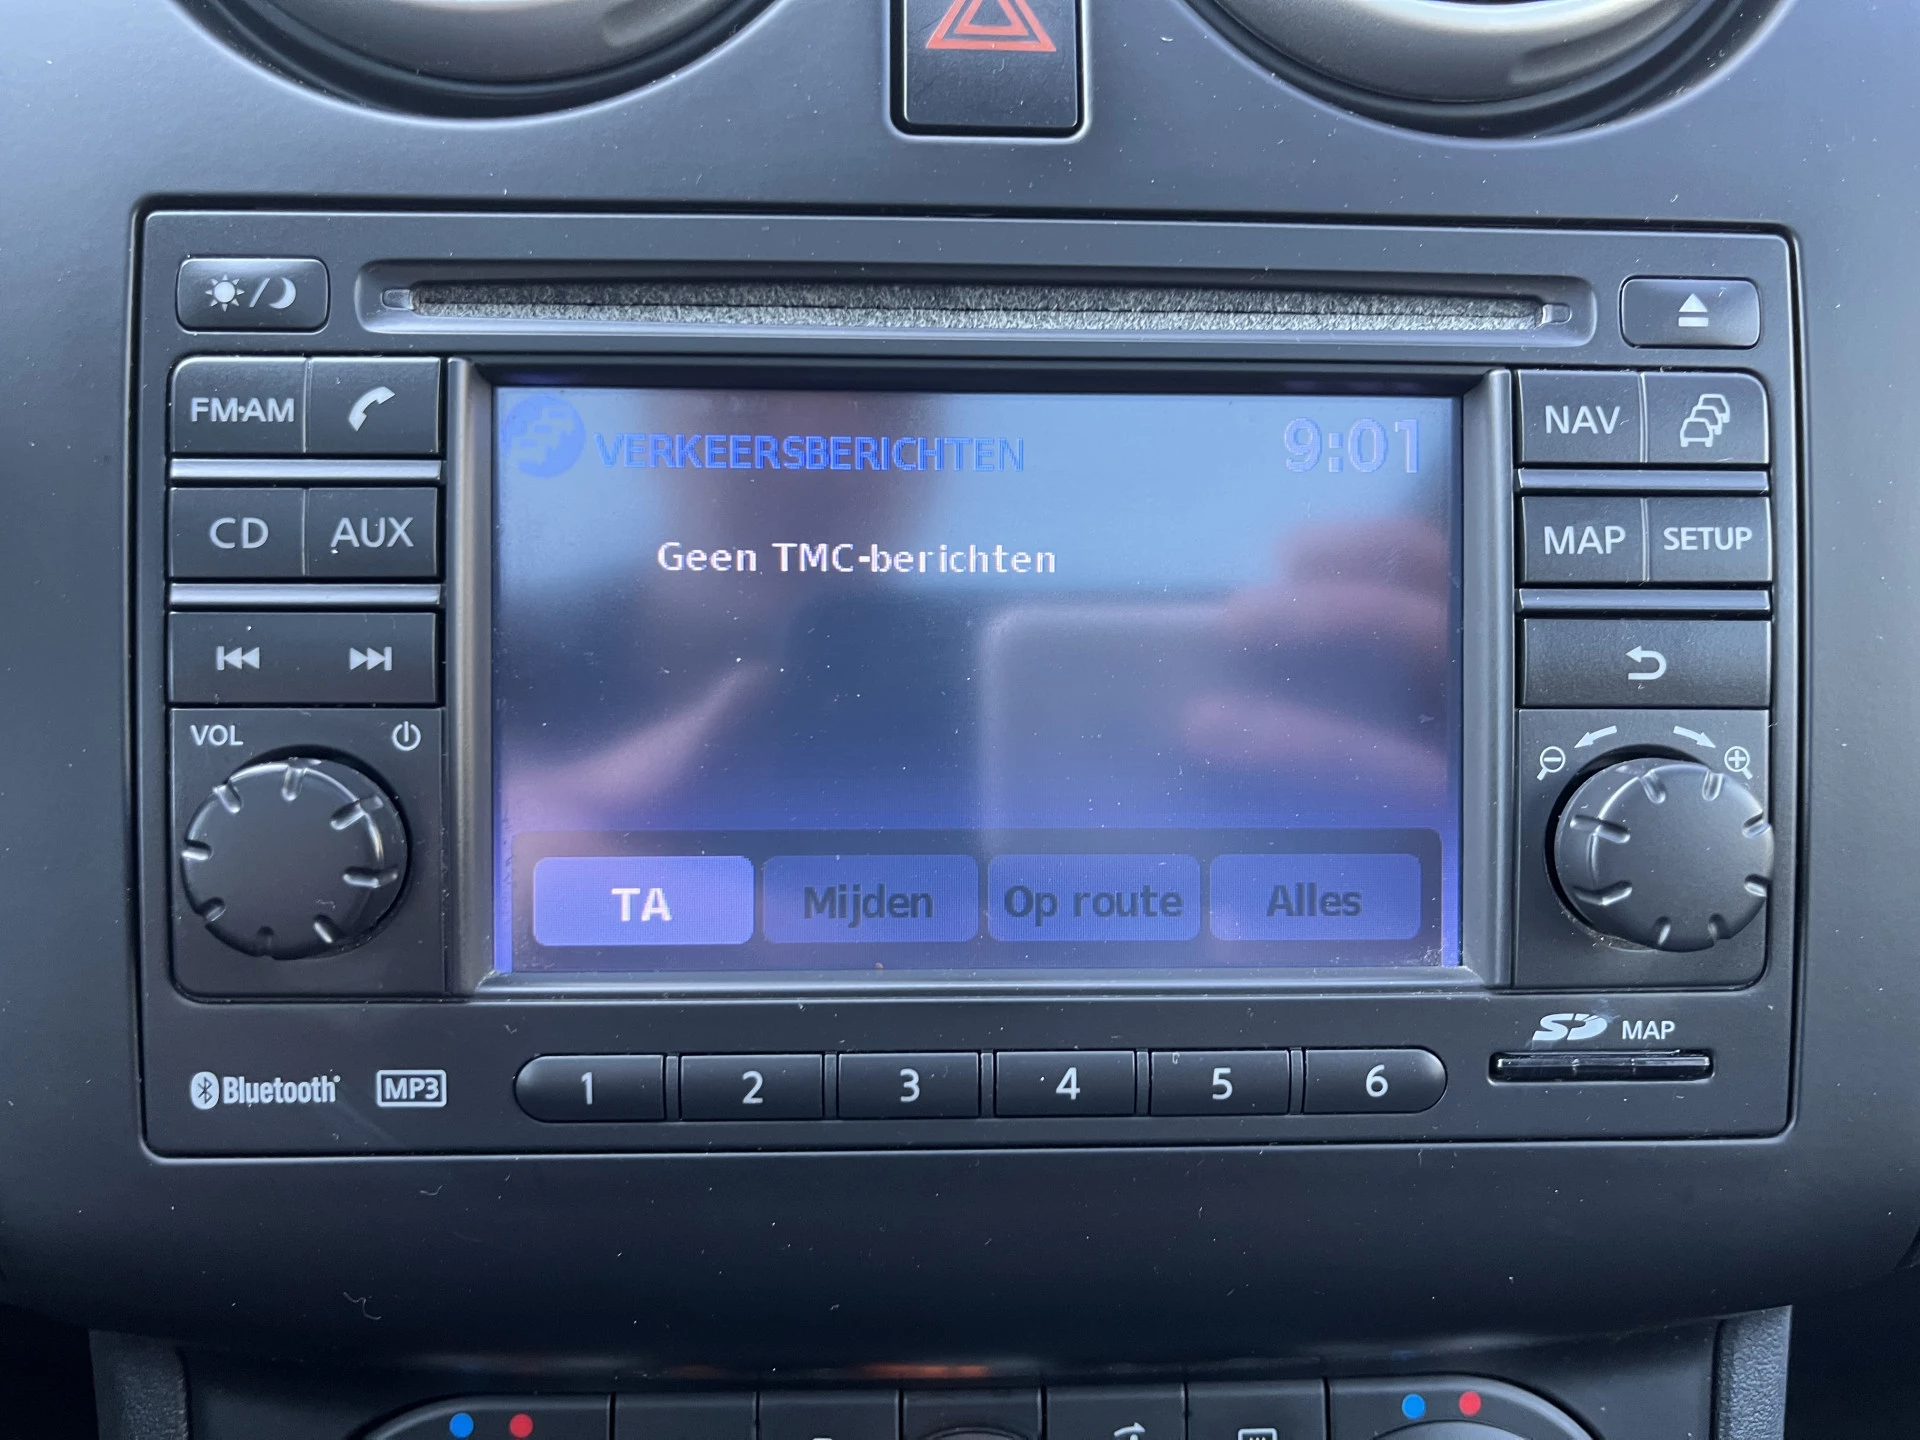 FM·AM
CD
AUX
VOL
VERKEERSBERICHTEN
9:01
Geen TMC-berichten
TA
Mijden
Op route
Alles
NAV
MAP
SETUP
SD MAP
Bluetooth
MP3
1 2 3 4 5 6